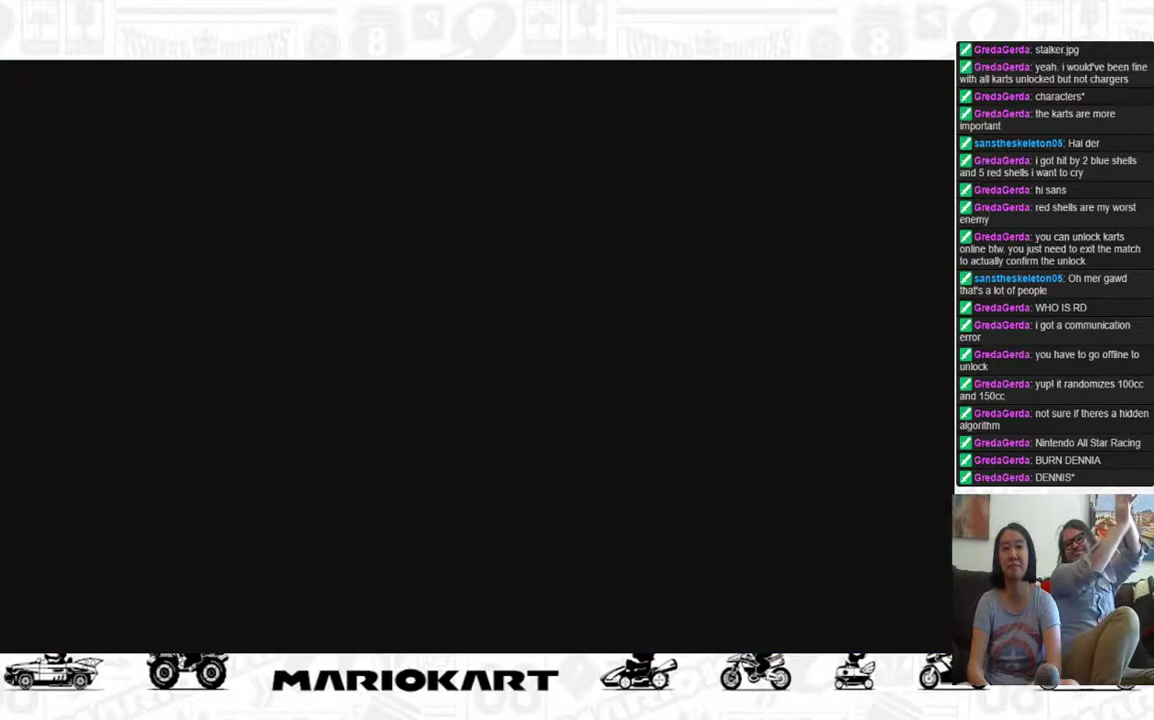 GredaGerda: stalker.jpg
GredaGerda: yeah. i would've been fine
with all karts unlocked but not chargers
GredaGerda: characters*
GredaGerda: the karts are more
important
sanstheskeleton05: Hai der
GredaGerda: i got hit by 2 blue shells
and 5 red shells i want to cry
GredaGerda: hi sans
GredaGerda: red shells are my worst
enemy
GredaGerda: you can unlock karts
online btw. you just need to exit the match
to actually confirm the unlock
sanstheskeleton05: Oh mer gawd
that's a lot of people
GredaGerda: WHO IS RD
GredaGerda: i got a communication
error
GredaGerda: you have to go offline to
unlock
GredaGerda: yup! it randomizes 100cc
and 150cc
GredaGerda: not sure if theres a hidden
algorithm
GredaGerda: Nintendo All Star Racing
GredaGerda: BURN DENNIA
GredaGerda: DENNIS*
MARIOKART